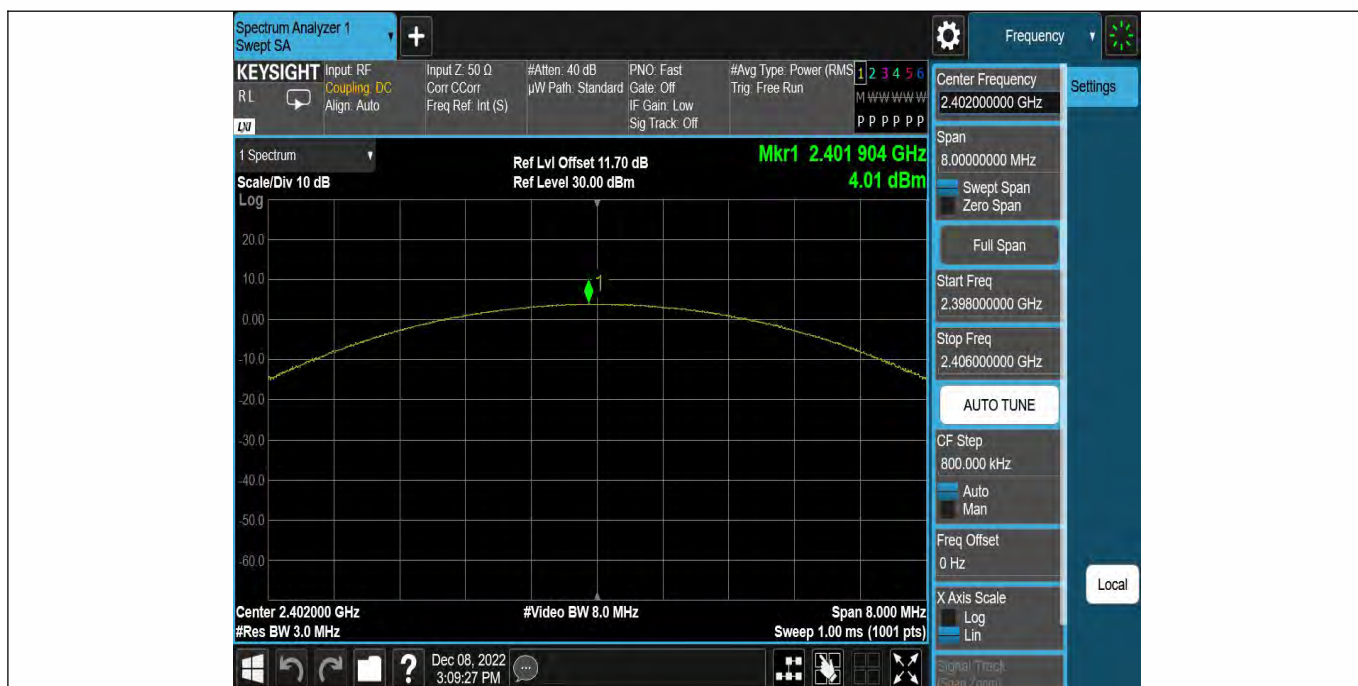 Spectrum Analyzer 1
Swept SA
+
Frequency
KEYSIGHT
RL
LXI
Input: RF
Coupling: DC
Align: Auto
Input Z: 50 Ω
Corr CCorr
Freq Ref: Int (S)
#Atten: 40 dB
µW Path: Standard
PNO: Fast
Gate: Off
IF Gain: Low
Sig Track: Off
#Avg Type: Power (RMS
Trig: Free Run
1 2 3 4 5 6
M W W W W W
P P P P P P
1 Spectrum
Scale/Div 10 dB
Log
Ref Lvl Offset 11.70 dB
Ref Level 30.00 dBm
Mkr1 2.401 904 GHz
4.01 dBm
1
20.0
10.0
0.00
-10.0
-20.0
-30.0
-40.0
-50.0
-60.0
Center 2.402000 GHz
#Res BW 3.0 MHz
#Video BW 8.0 MHz
Span 8.000 MHz
Sweep 1.00 ms (1001 pts)
?
Dec 08, 2022
3:09:27 PM
Center Frequency
2.402000000 GHz
Settings
Span
8.00000000 MHz
Swept Span
Zero Span
Full Span
Start Freq
2.398000000 GHz
Stop Freq
2.406000000 GHz
AUTO TUNE
CF Step
800.000 kHz
Auto
Man
Freq Offset
0 Hz
Local
X Axis Scale
Log
Lin
Signal Track
(Span Zoom)